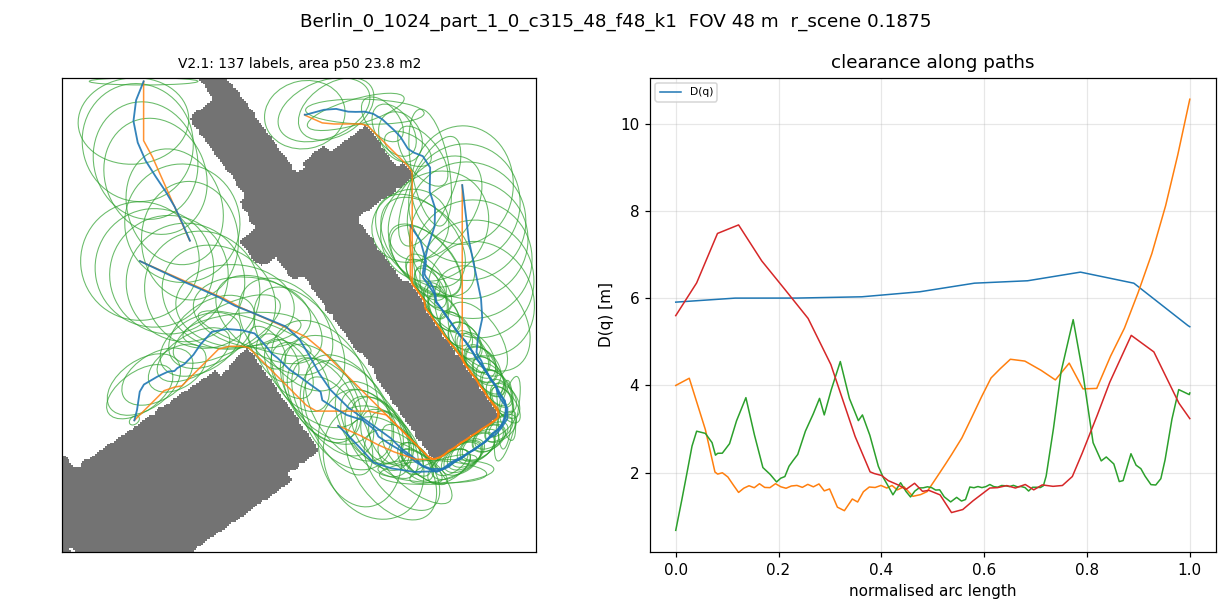 Berlin_0_1024_part_1_0_c315_48_f48_k1  FOV 48 m  r_scene 0.1875
V2.1: 137 labels, area p50 23.8 m2
clearance along paths
D(q)
D(q) [m]
10
8
6
4
2
0.0 0.2 0.4 0.6 0.8 1.0
normalised arc length